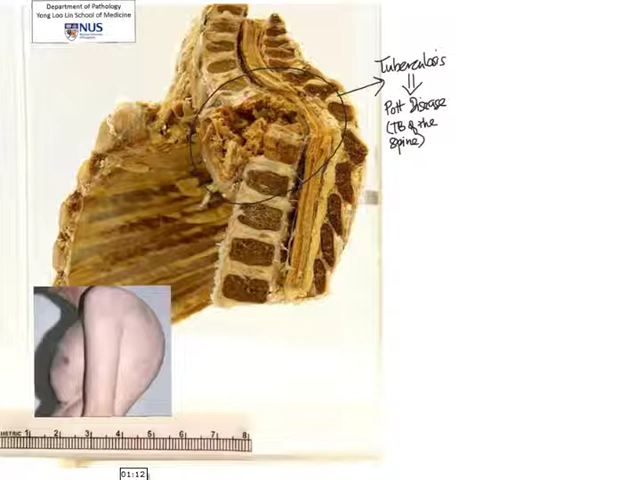 Department of Pathology
Yong Loo Lin School of Medicine
NUS
Tuberculosis
Pott Disease
(TB of the
Spine)
METRIC 1 2 3 4 5 6 7 8
01:12